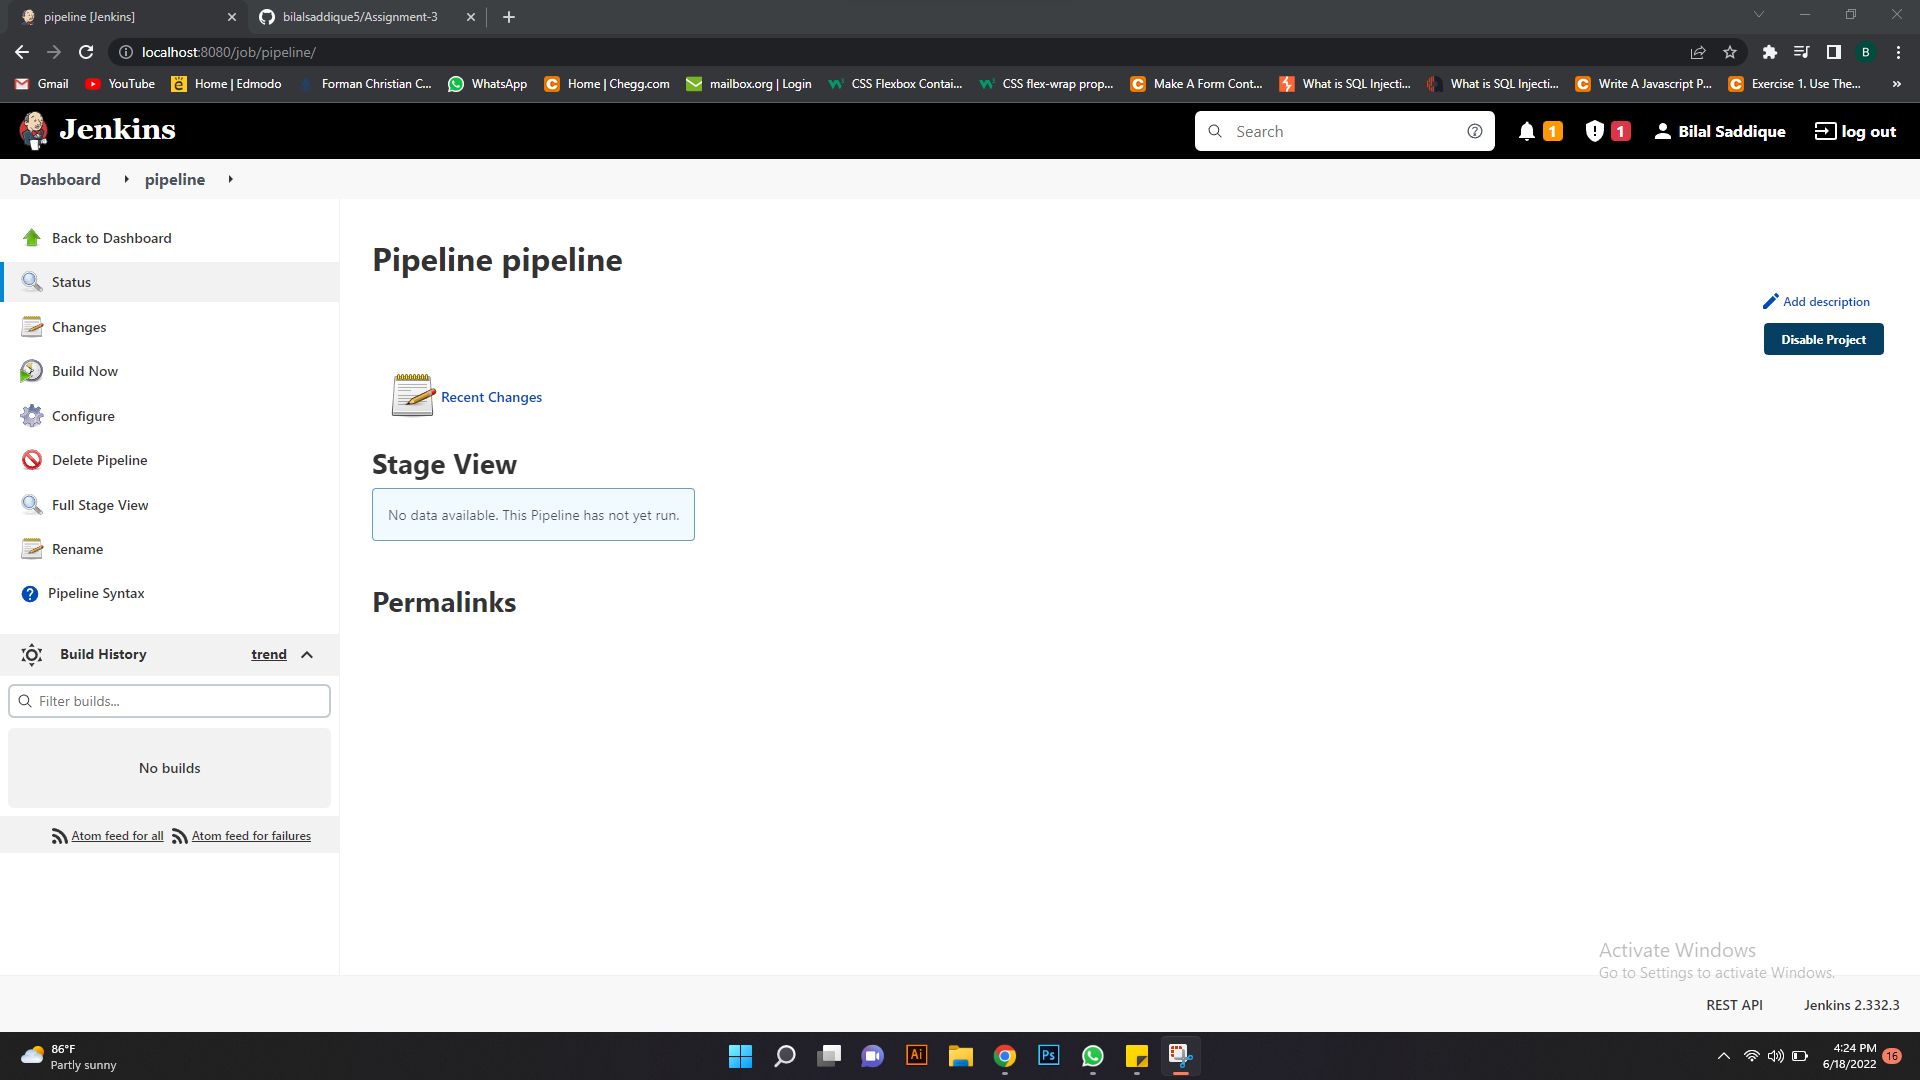 pipeline [Jenkins]
bilalsaddique5/Assignment-3
localhost:8080/job/pipeline/
B
Gmail
YouTube
Home | Edmodo
Forman Christian C...
WhatsApp
Home | Chegg.com
mailbox.org | Login
CSS Flexbox Contai...
CSS flex-wrap prop...
Make A Form Cont...
What is SQL Injecti...
What is SQL Injecti...
Write A Javascript P...
Exercise 1. Use The...
Jenkins
Search
1
1
Bilal Saddique
log out
Dashboard
pipeline
Back to Dashboard
Status
Changes
Build Now
Configure
Delete Pipeline
Full Stage View
Rename
Pipeline Syntax
Build History
trend
Filter builds...
No builds
Atom feed for all
Atom feed for failures
Pipeline pipeline
Add description
Disable Project
Recent Changes
Stage View
No data available. This Pipeline has not yet run.
Permalinks
Activate Windows
Go to Settings to activate Windows.
REST API
Jenkins 2.332.3
86°F
Partly sunny
Ai
Ps
4:24 PM
6/18/2022
16